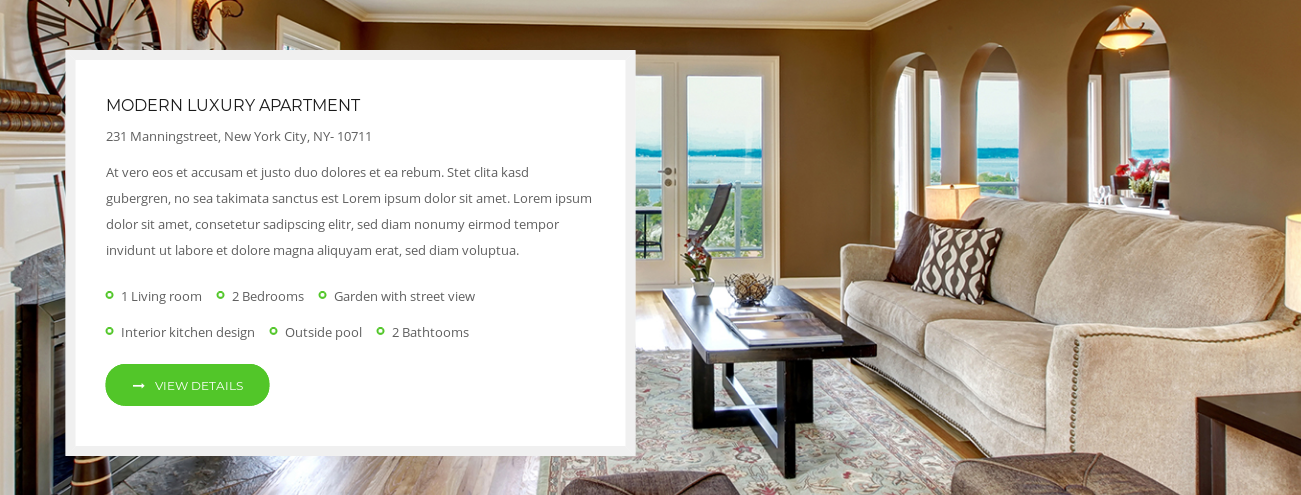 MODERN LUXURY APARTMENT
231 Manningstreet, New York City, NY- 10711
At vero eos et accusam et justo duo dolores et ea rebum. Stet clita kasd
gubergren, no sea takimata sanctus est Lorem ipsum dolor sit amet. Lorem ipsum
dolor sit amet, consetetur sadipscing elitr, sed diam nonumy eirmod tempor
invidunt ut labore et dolore magna aliquyam erat, sed diam voluptua.
1 Living room 2 Bedrooms Garden with street view
Interior kitchen design Outside pool 2 Bathtooms
VIEW DETAILS